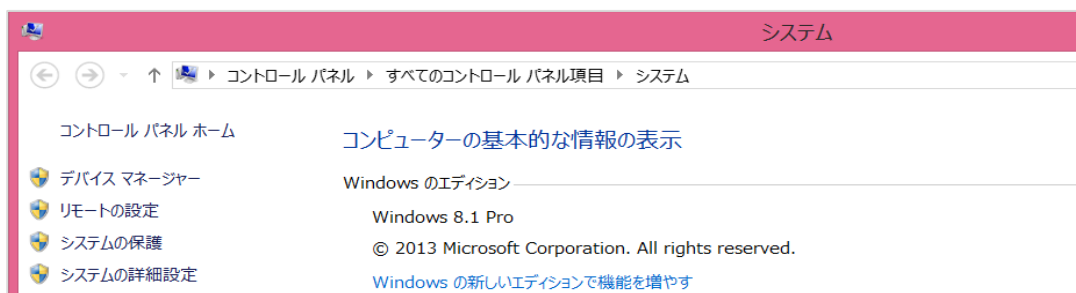 システム
コントロール パネル すべてのコントロール パネル項目 システム
コントロール パネル ホーム
デバイス マネージャー
リモートの設定
システムの保護
システムの詳細設定
コンピューターの基本的な情報の表示
Windows のエディション
Windows 8.1 Pro
© 2013 Microsoft Corporation. All rights reserved.
Windows の新しいエディションで機能を増やす